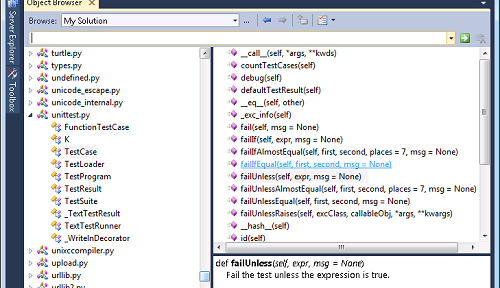 Object Browser
Browse: My Solution ...
Server Explorer
Toolbox
turtle.py
types.py
undefined.py
unicode_escape.py
unicode_internal.py
unittest.py
FunctionTestCase
K
TestCase
TestLoader
TestProgram
TestResult
TestSuite
_TextTestResult
TextTestRunner
_WriteInDecorator
unixccompiler.py
upload.py
urllib.py
urllib2.py
__call__(self, *args, **kwds)
countTestCases(self)
debug(self)
defaultTestResult(self)
__eq__(self, other)
_exc_info(self)
fail(self, msg = None)
failIf(self, expr, msg = None)
failIfAlmostEqual(self, first, second, places = 7, msg = None)
failIfEqual(self, first, second, msg = None)
failUnless(self, expr, msg = None)
failUnlessAlmostEqual(self, first, second, places = 7, msg = None)
failUnlessEqual(self, first, second, msg = None)
failUnlessRaises(self, excClass, callableObj, *args, **kwargs)
__hash__(self)
id(self)
def failUnless(self, expr, msg = None)
Fail the test unless the expression is true.